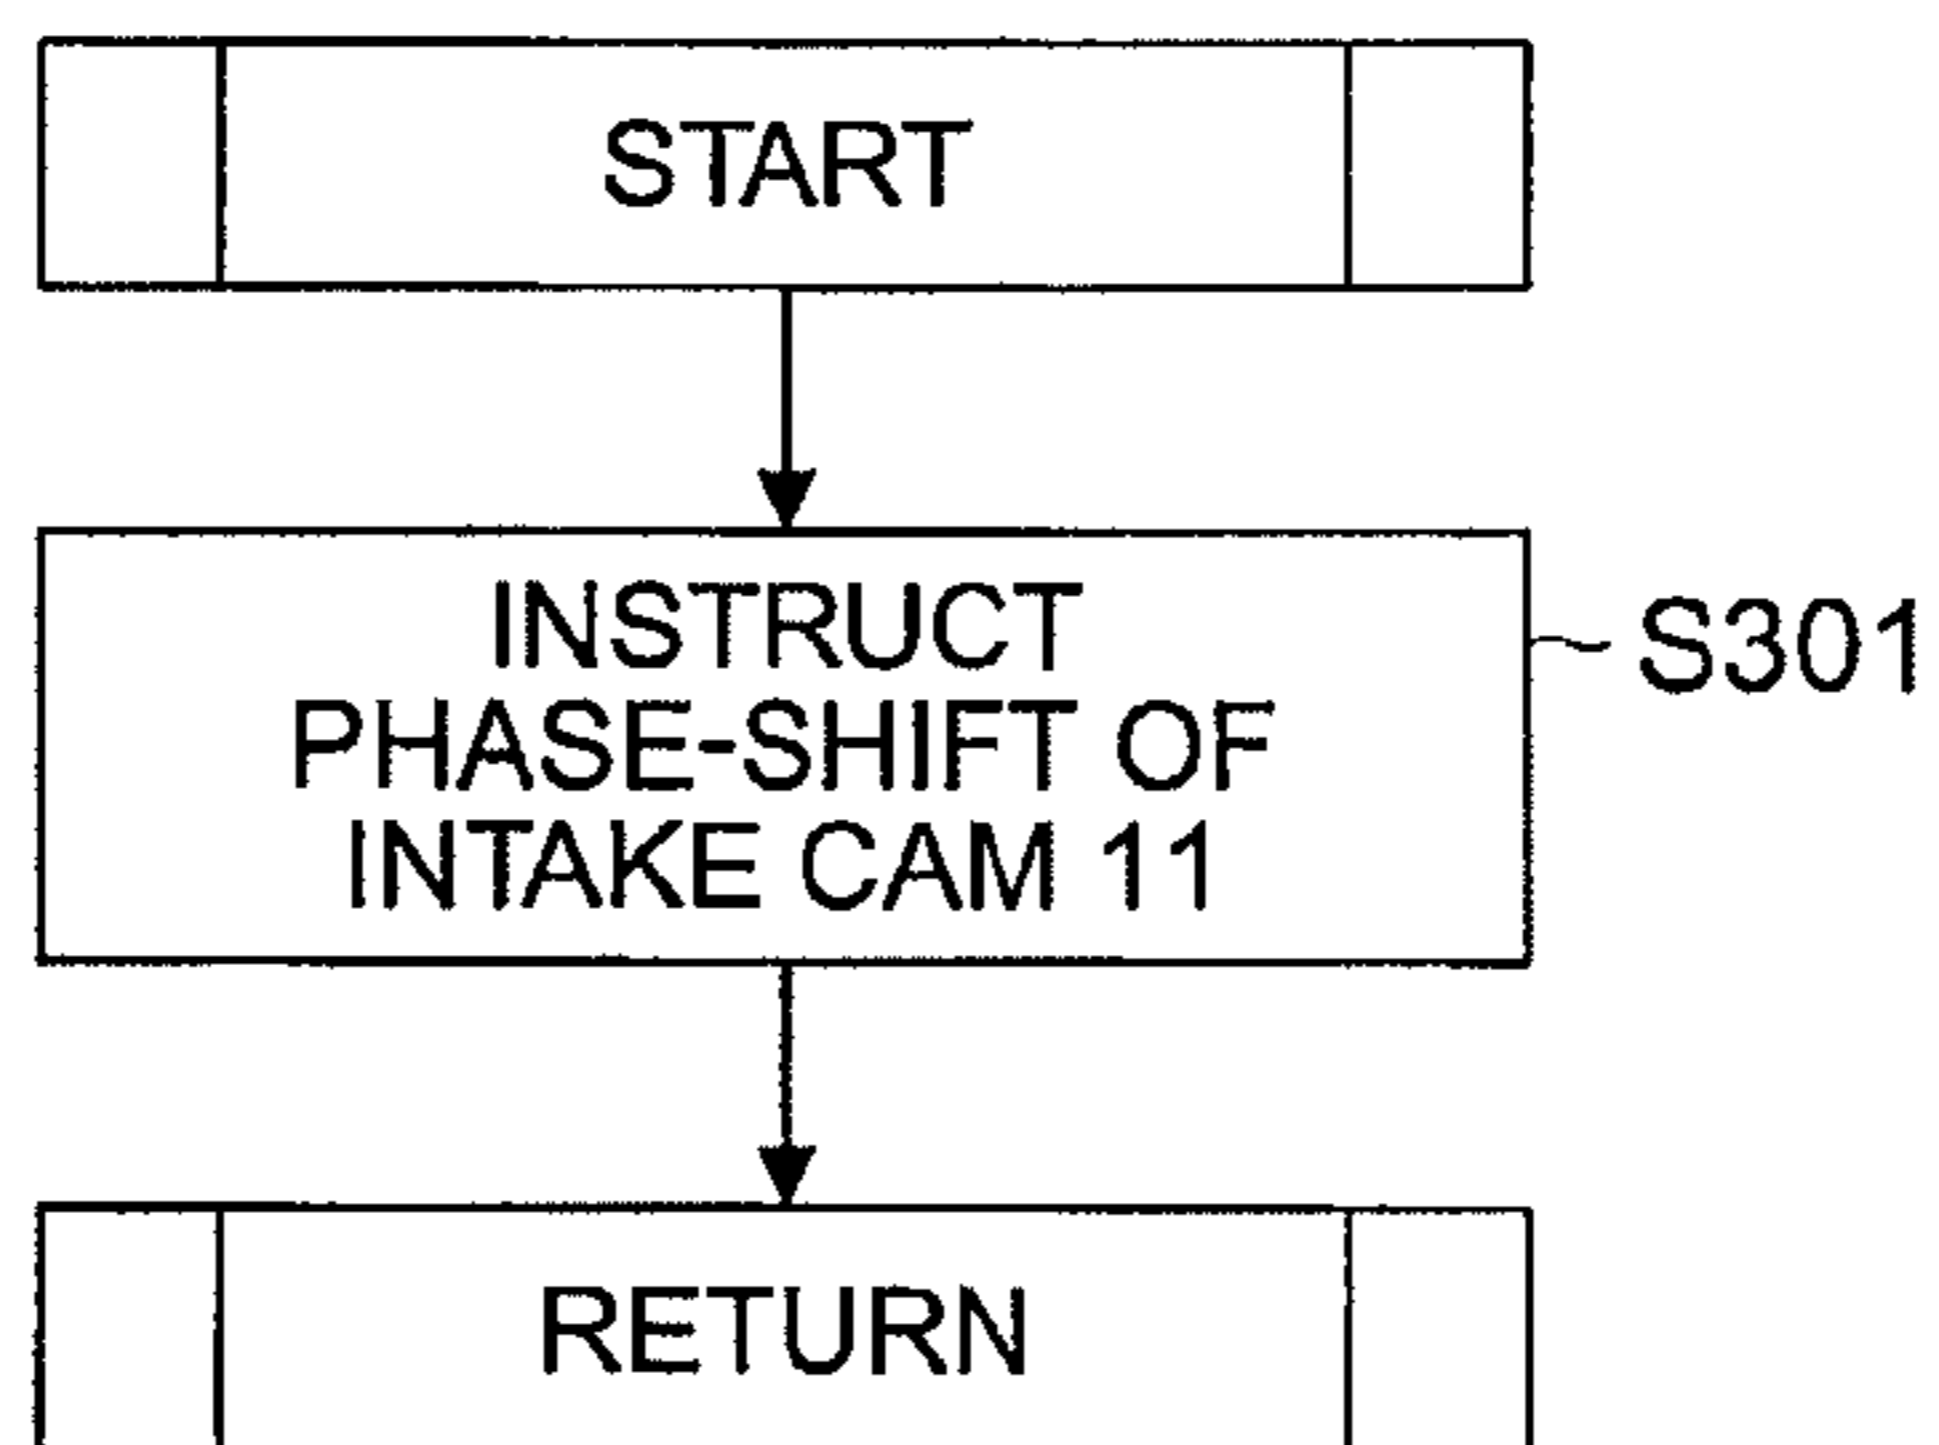 START
INSTRUCT
PHASE-SHIFT OF
INTAKE CAM 11
S301
RETURN